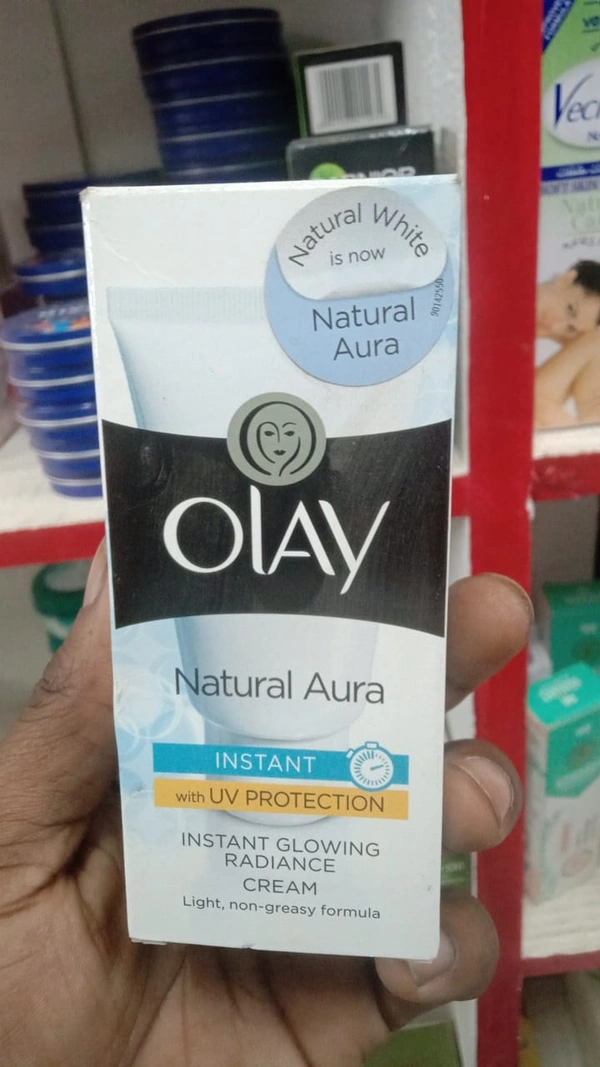 Natural White
is now
Natural
Aura
90142550
OLAY
Natural Aura
INSTANT
with UV PROTECTION
INSTANT GLOWING
RADIANCE
CREAM
Light, non-greasy formula